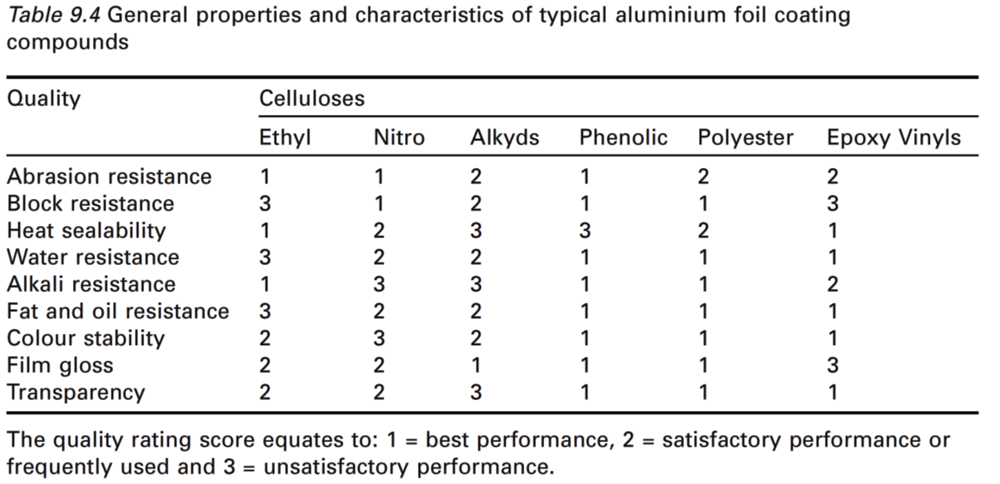 Table 9.4 General properties and characteristics of typical aluminium foil coating
compounds
Quality Celluloses
Ethyl Nitro Alkyds Phenolic Polyester Epoxy Vinyls
Abrasion resistance 1 1 2 1 2 2
Block resistance 3 1 2 1 1 3
Heat sealability 1 2 3 3 2 1
Water resistance 3 2 2 1 1 1
Alkali resistance 1 3 3 1 1 2
Fat and oil resistance 3 2 2 1 1 1
Colour stability 2 3 2 1 1 1
Film gloss 2 2 1 1 1 3
Transparency 2 2 3 1 1 1
The quality rating score equates to: 1 = best performance, 2 = satisfactory performance or
frequently used and 3 = unsatisfactory performance.